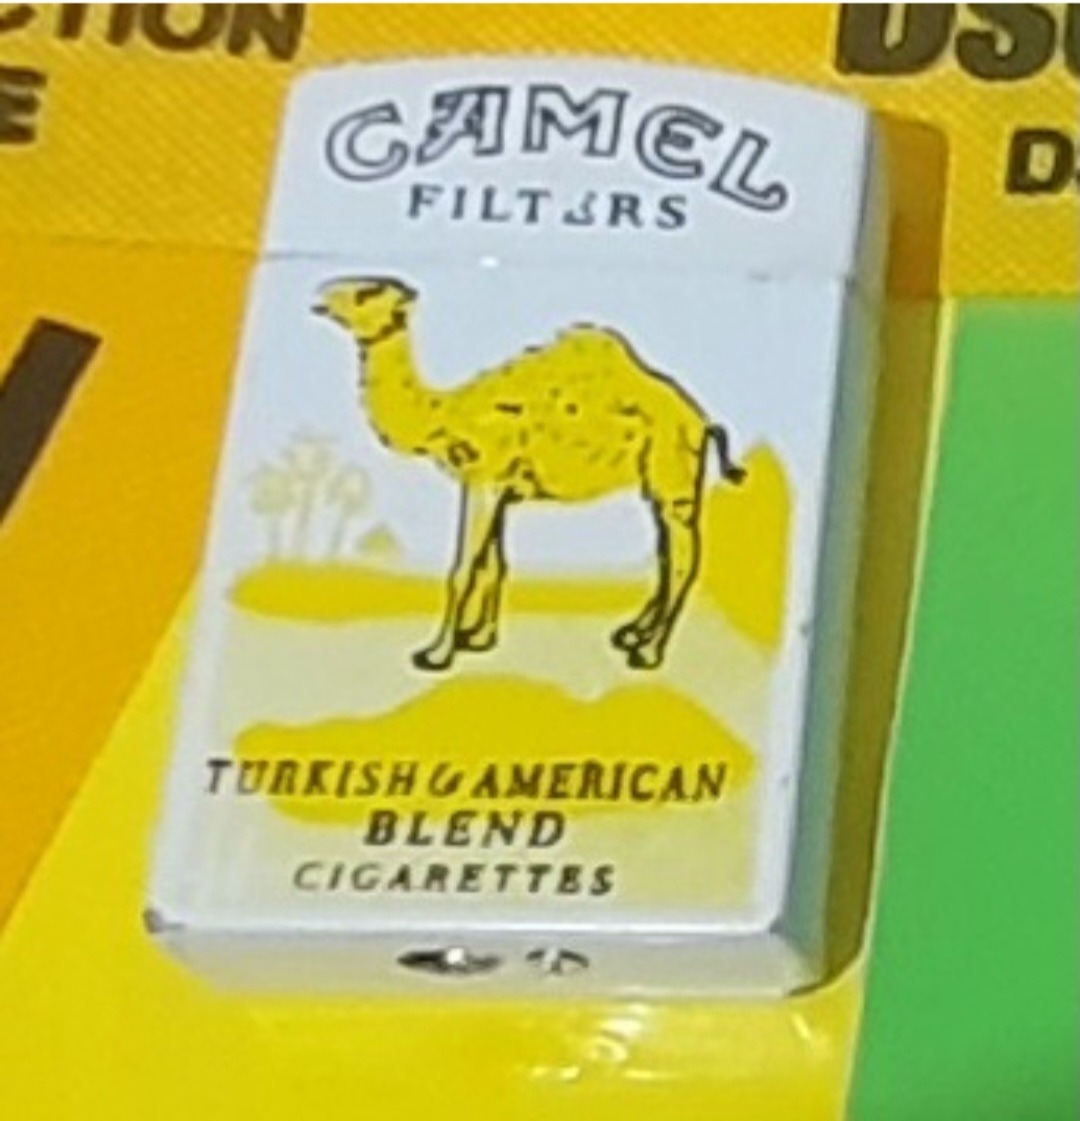 CAMEL
FILTERS
TURKISH & AMERICAN
BLEND
CIGARETTES